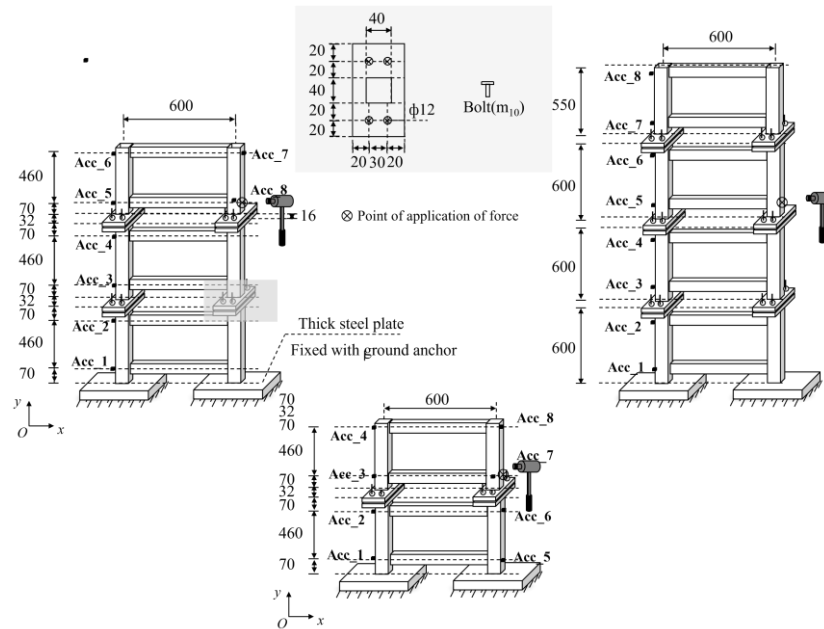 40
20
20
40
20
20
ϕ12
20
30
20
Bolt(m10)
⊗ Point of application of force
600
Acc_6
Acc_7
460
Acc_5
Acc_8
70
32
70
16
Acc_4
460
Acc_3
70
32
70
Acc_2
460
Acc_1
70
Thick steel plate
Fixed with ground anchor
y
O
x
600
Acc_8
550
Acc_7
Acc_6
600
Acc_5
Acc_4
600
Acc_3
Acc_2
600
Acc_1
70
32
70
600
Acc_8
Acc_4
460
Acc_7
Acc_3
70
32
70
Acc_2
Acc_6
460
Acc_1
Acc_5
70
y
O
x